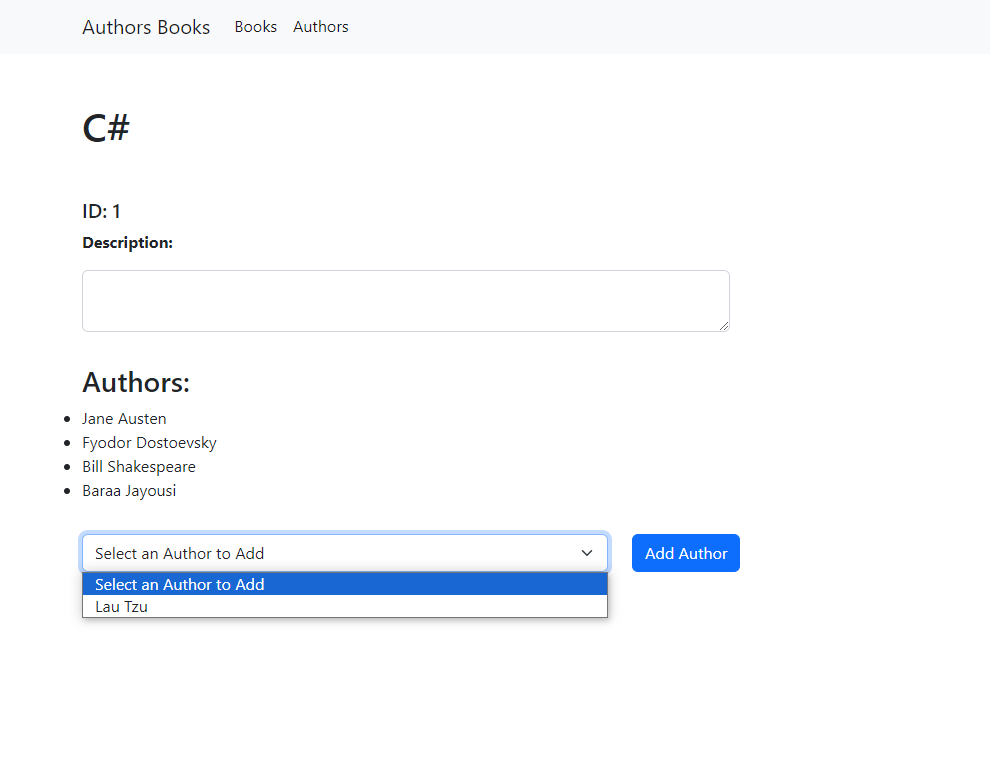 Authors Books Books Authors
C#
ID: 1
Description:
Authors:
Jane Austen
Fyodor Dostoevsky
Bill Shakespeare
Baraa Jayousi
Select an Author to Add Add Author
Select an Author to Add
Lau Tzu